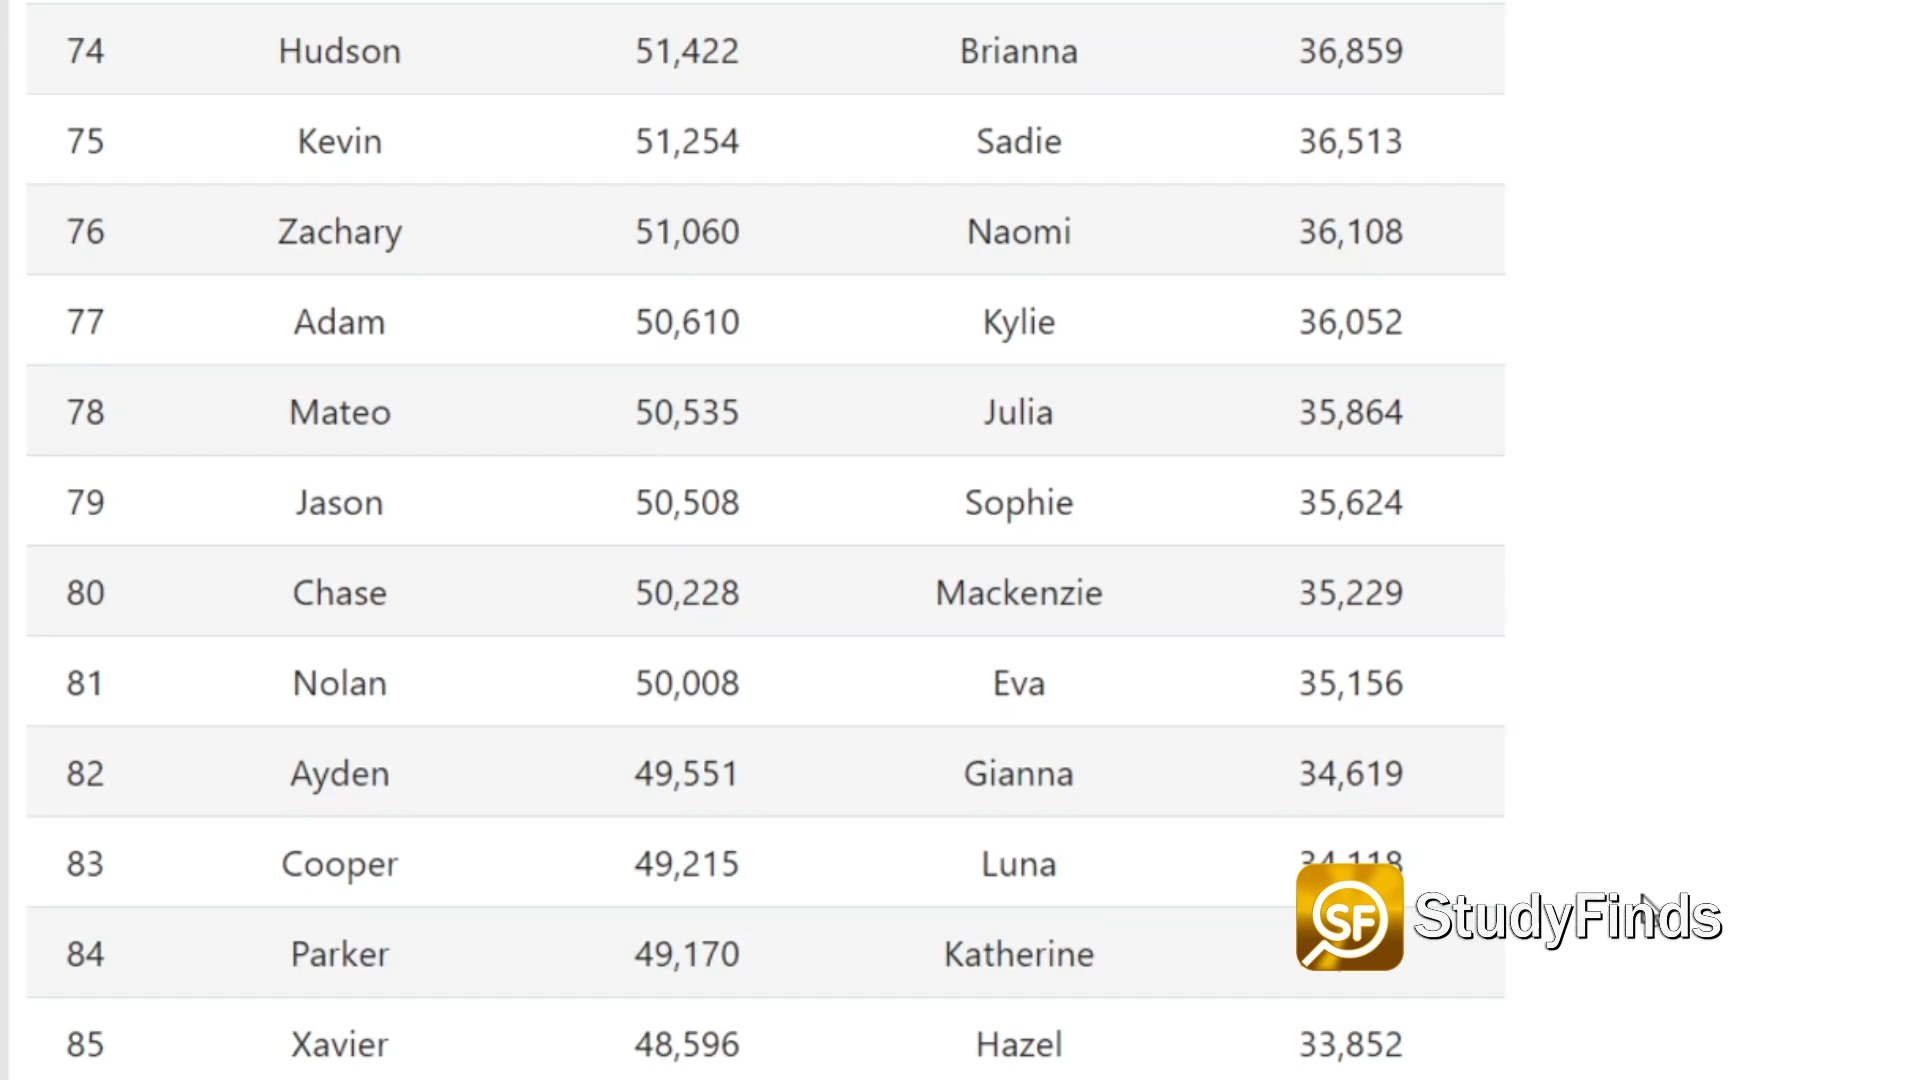 74 Hudson 51,422 Brianna 36,859
75 Kevin 51,254 Sadie 36,513
76 Zachary 51,060 Naomi 36,108
77 Adam 50,610 Kylie 36,052
78 Mateo 50,535 Julia 35,864
79 Jason 50,508 Sophie 35,624
80 Chase 50,228 Mackenzie 35,229
81 Nolan 50,008 Eva 35,156
82 Ayden 49,551 Gianna 34,619
83 Cooper 49,215 Luna 34,118
SF StudyFinds
84 Parker 49,170 Katherine
85 Xavier 48,596 Hazel 33,852